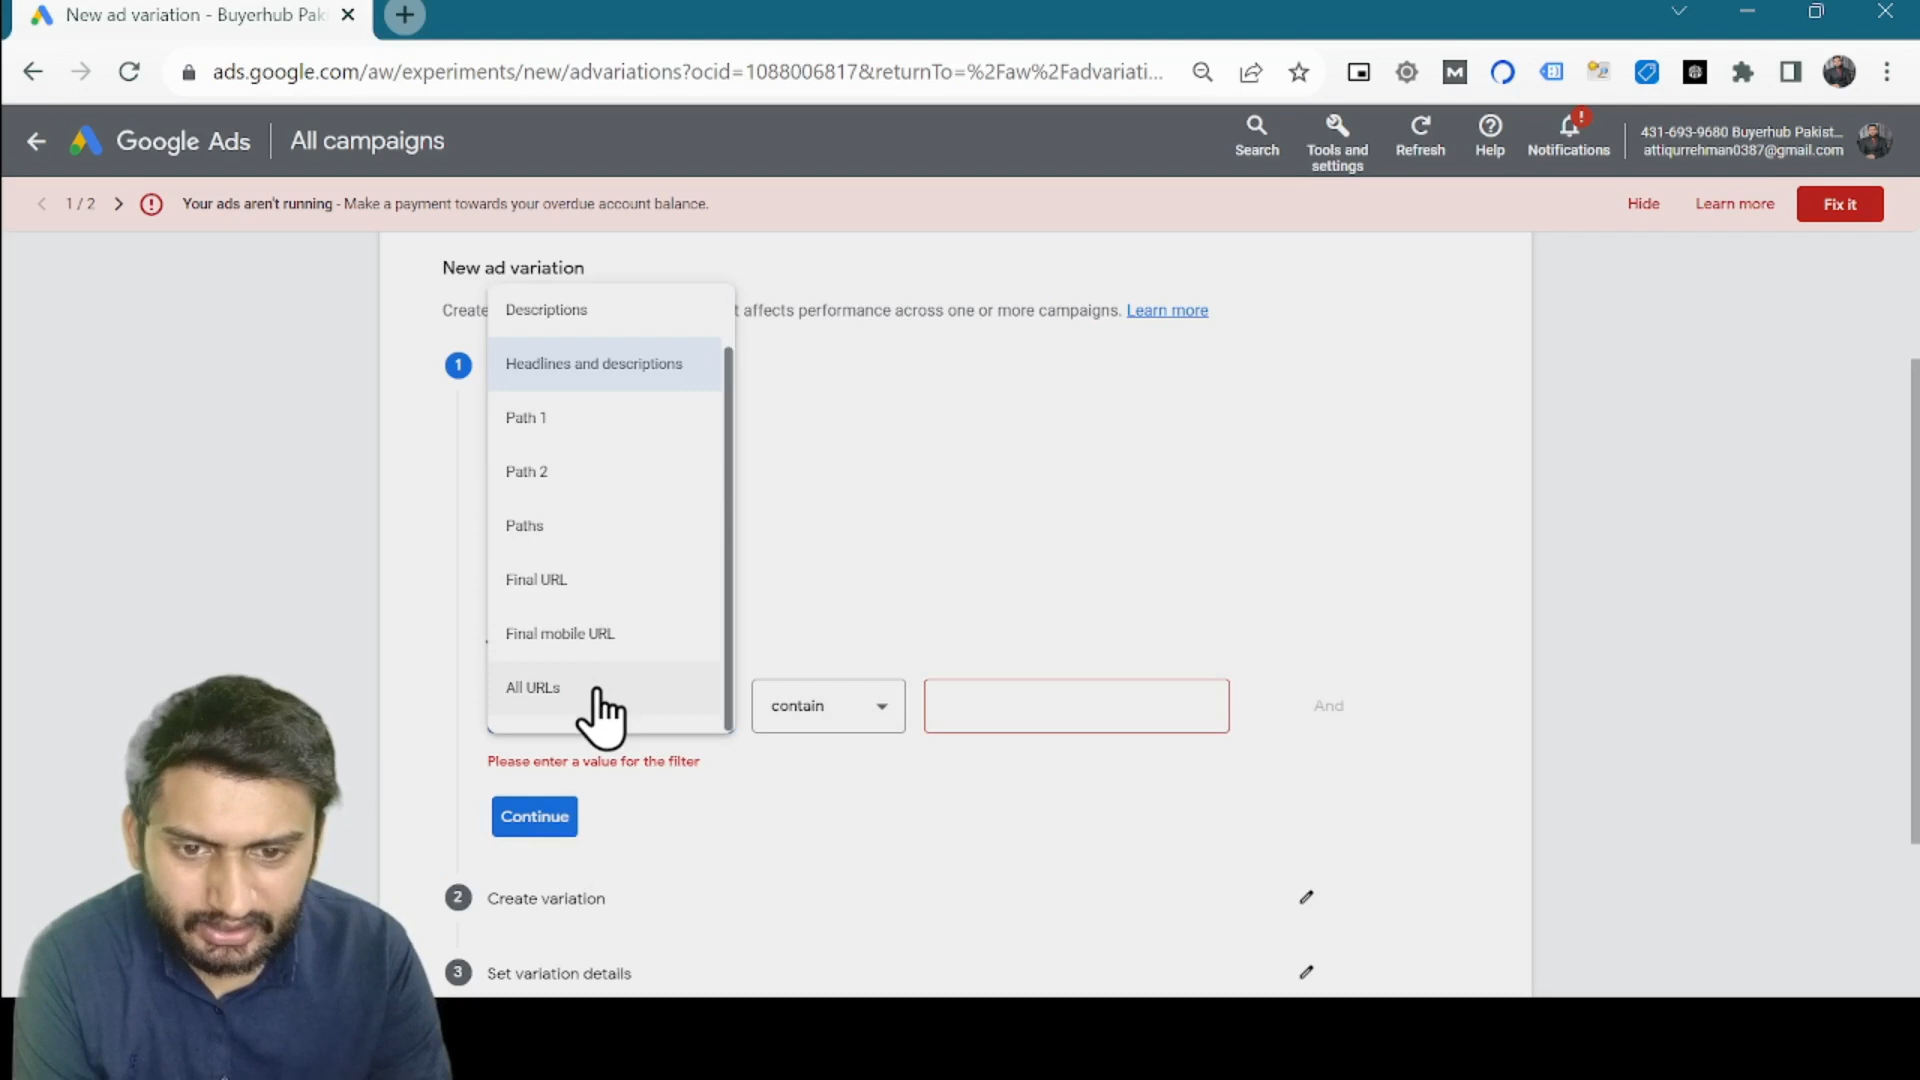 New ad variation - Buyerhub Pak
ads.google.com/aw/experiments/new/advariations?ocid=1088006817&returnTo=%2Faw%2Fadvariati...
Google Ads
All campaigns
Search
Tools and settings
Refresh
Help
Notifications
431-693-9680 Buyerhub Pakist...
attiqurrehman0387@gmail.com
1 / 2
Your ads aren't running - Make a payment towards your overdue account balance.
Hide
Learn more
Fix it
New ad variation
Create
t affects performance across one or more campaigns. Learn more
1
Descriptions
Headlines and descriptions
Path 1
Path 2
Paths
Final URL
Final mobile URL
All URLs
contain
And
Please enter a value for the filter
Continue
2 Create variation
3 Set variation details